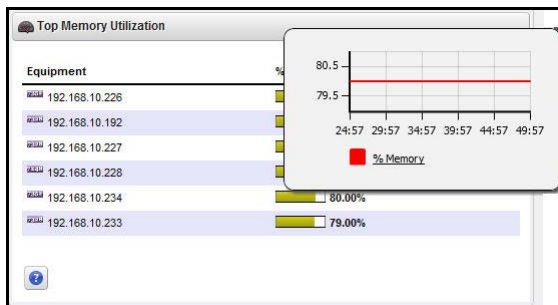 Top Memory Utilization
Equipment %
192.168.10.226
192.168.10.192
192.168.10.227
192.168.10.228
192.168.10.234 80.00%
192.168.10.233 79.00%
80.5
79.5
24:57 29:57 34:57 39:57 44:57 49:57
% Memory
?